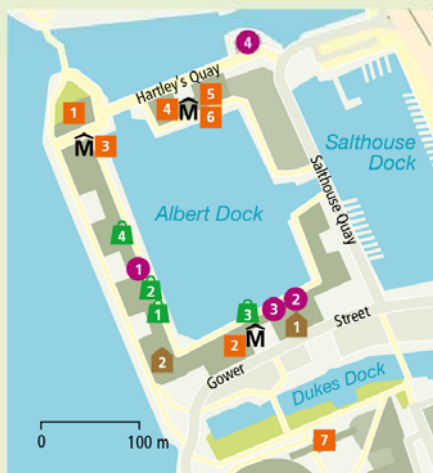 4
Hartley's Quay
1
5
4
M
6
M
3
Salthouse
Dock
Salthouse Quay
Albert Dock
4
1
2
1
3
3
2
1
2
M
2
Street
Gower
Dukes Dock
0
100 m
7